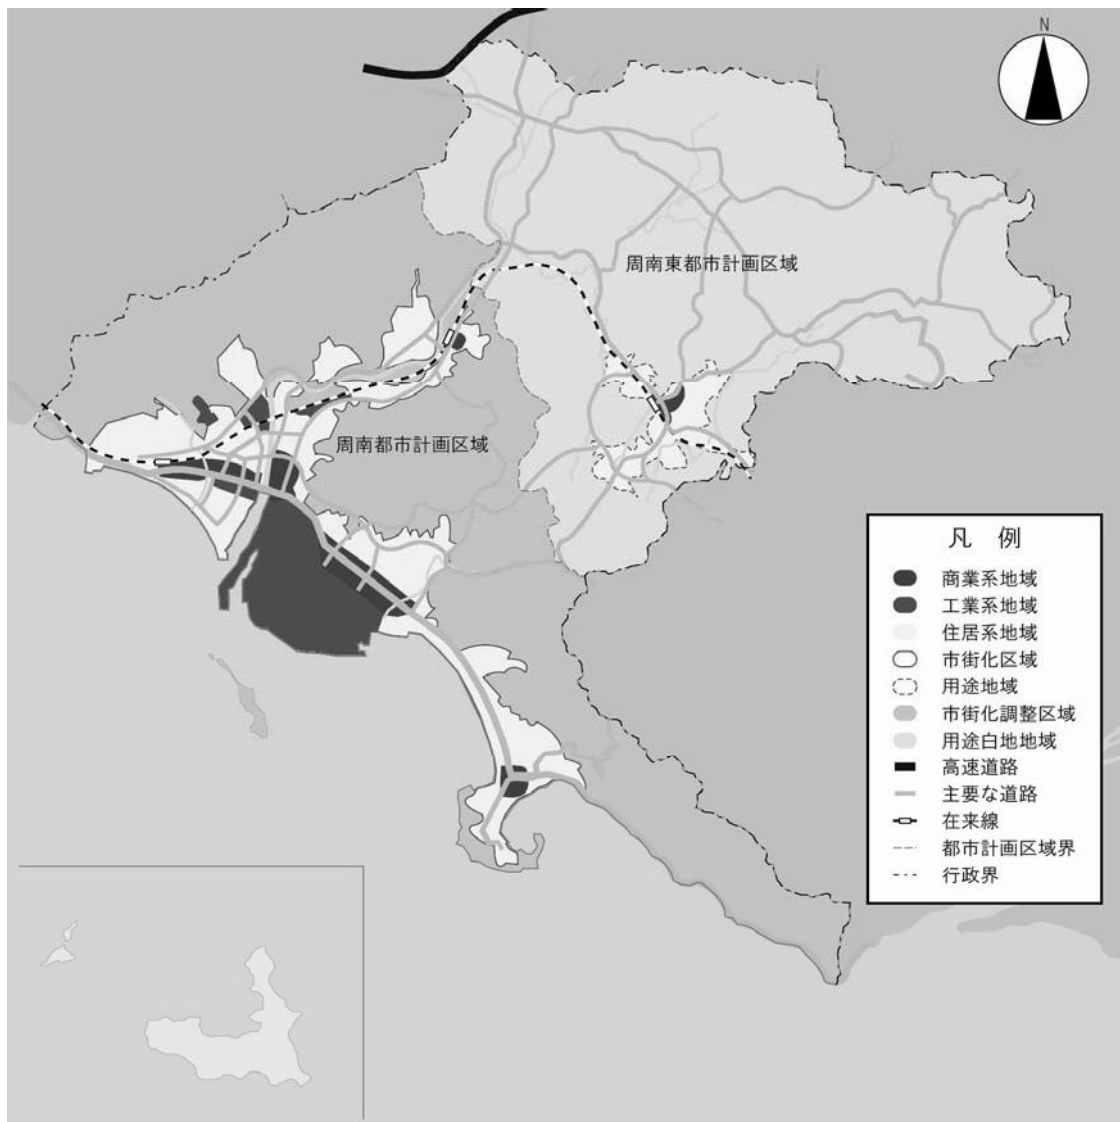 N
周南東都市計画区域
周南都市計画区域
凡 例
商業系地域
工業系地域
住居系地域
市街化区域
用途地域
市街化調整区域
用途白地地域
高速道路
主要な道路
在来線
都市計画区域界
行政界